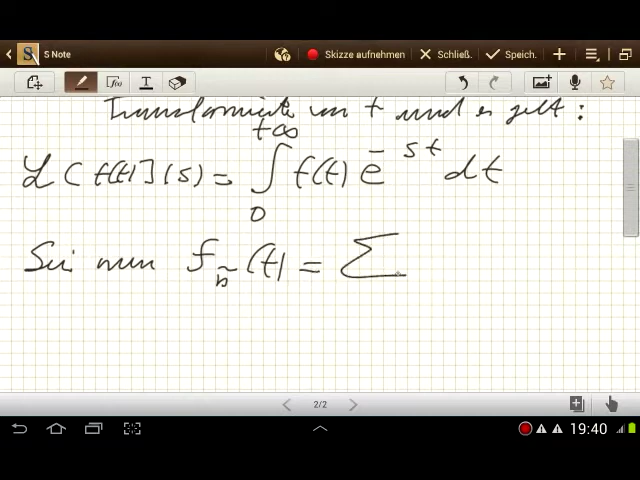 S Note
Skizze aufnehmen
Schließ.
Speich.
Transformierte von f und es gilt:
ℒ[f(t)](s) = ∫₀^{+∞} f(t) e^{-st} dt
Sei nun f_ñ(t) = Σ
2/2
19:40